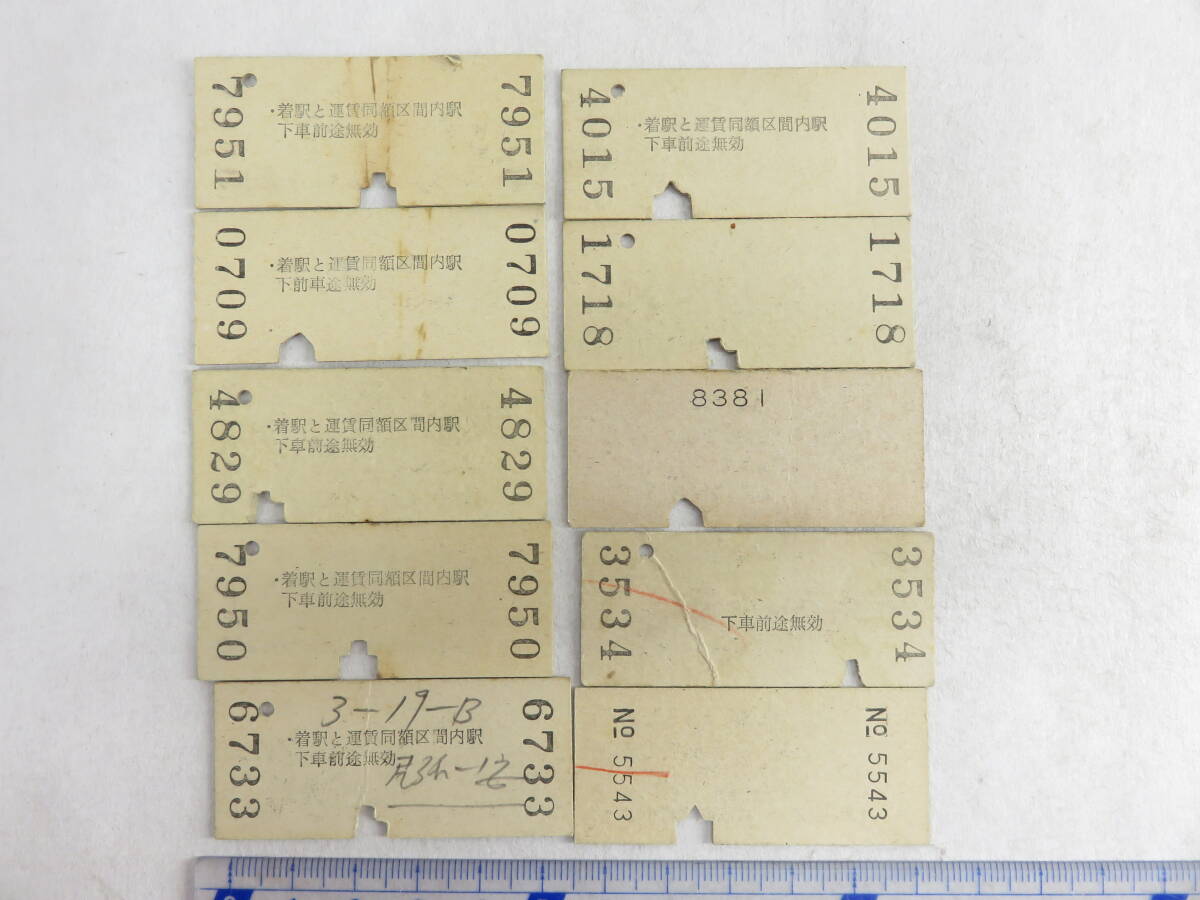 7951
・着駅と運賃同額区間内駅
下車前途無効
7951
0709
・着駅と運賃同額区間内駅
下前車途無効
0709
4829
・着駅と運賃同額区間内駅
下車前途無効
4829
7950
・着駅と運賃同額区間内駅
下車前途無効
7950
6733
3-19-B
・着駅と運賃同額区間内駅
下車前途無効
6733
4015
・着駅と運賃同額区間内駅
下車前途無効
4015
1718
1718
8381
3534
下車前途無効
3534
No 5543
No 5543